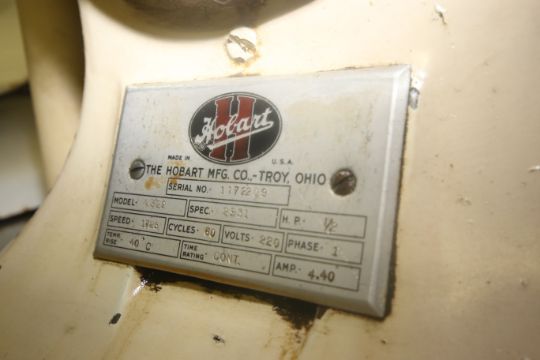 H
Hobart
MADE IN U.S.A.
THE HOBART MFG. CO.,-TROY, OHIO
SERIAL NO.
MODEL SPEC. H.P. 1/2
SPEED- CYCLES- 60 VOLTS 220 PHASE- 1
TEMP. RISE 40°C TIME RATING CONT. AMP. 4.40